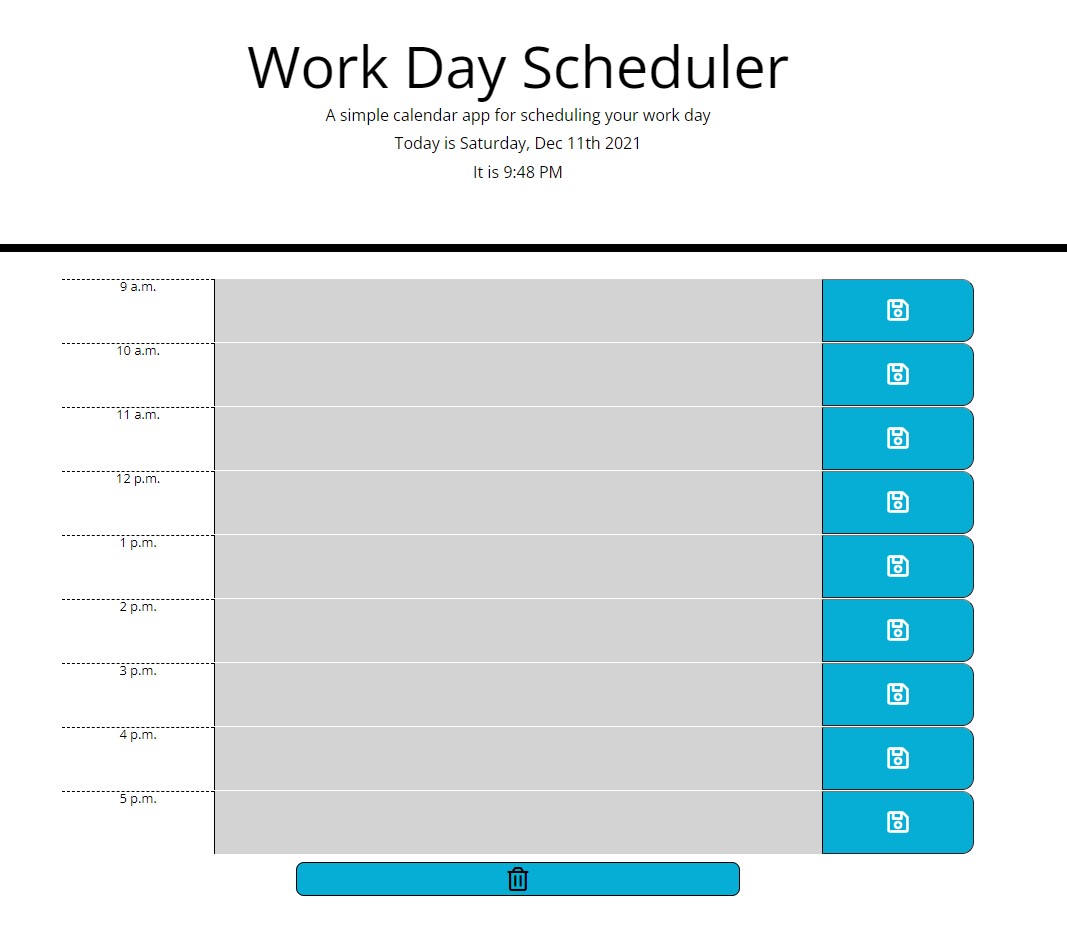 Work Day Scheduler
A simple calendar app for scheduling your work day
Today is Saturday, Dec 11th 2021
It is 9:48 PM
9 a.m.
10 a.m.
11 a.m.
12 p.m.
1 p.m.
2 p.m.
3 p.m.
4 p.m.
5 p.m.